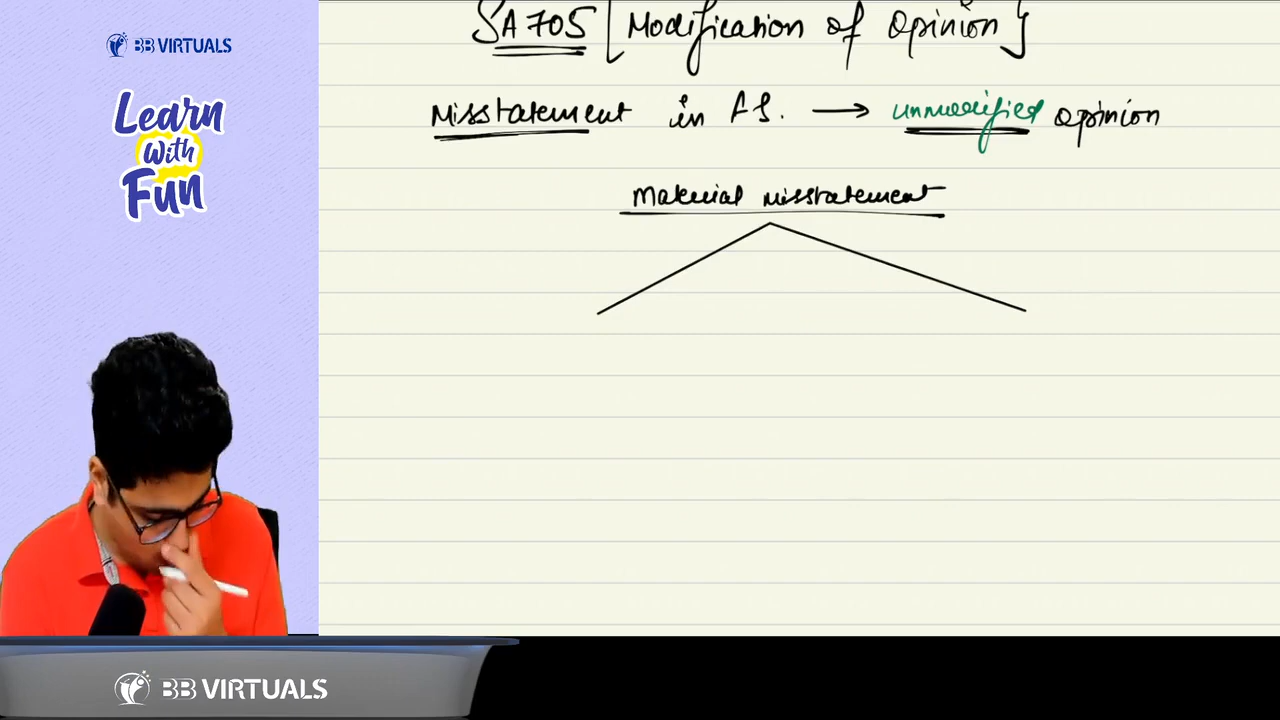 BB VIRTUALS
Learn
With
Fun
SA 705 [Modification of Opinion]
Misstatement in FS. → unmodified opinion
Material misstatement
BB VIRTUALS